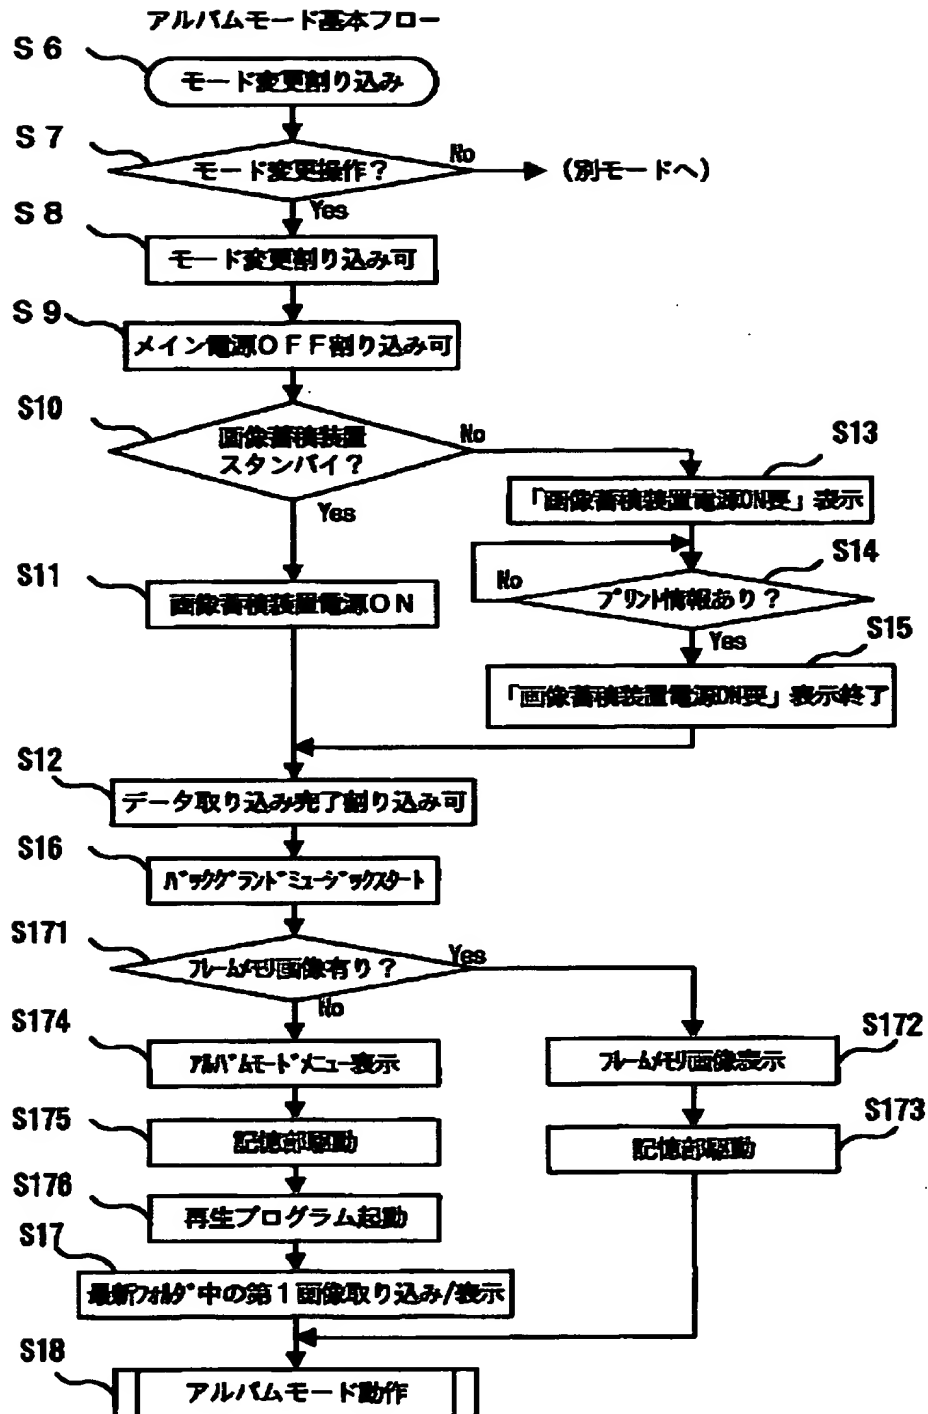 アルバムモード基本フロー
S6
モード変更割り込み
S7
モード変更操作？
No
(別モードへ)
Yes
S8
モード変更割り込み可
S9
メイン電源OFF割り込み可
S10
画像蓄積装置
スタンバイ？
No
Yes
S13
「画像蓄積装置電源ON要」表示
S14
No
プリント情報あり？
Yes
S11
画像蓄積装置電源ON
S15
「画像蓄積装置電源ON要」表示終了
S12
データ取り込み完了割り込み可
S16
バックグランドミュージックスタート
S171
フレームメモリ画像有り？
Yes
No
S174
アルバムモードメニュー表示
S172
フレームメモリ画像表示
S175
記憶部駆動
S173
記憶部駆動
S176
再生プログラム起動
S17
最新フォルダ中の第1画像取り込み/表示
S18
アルバムモード動作